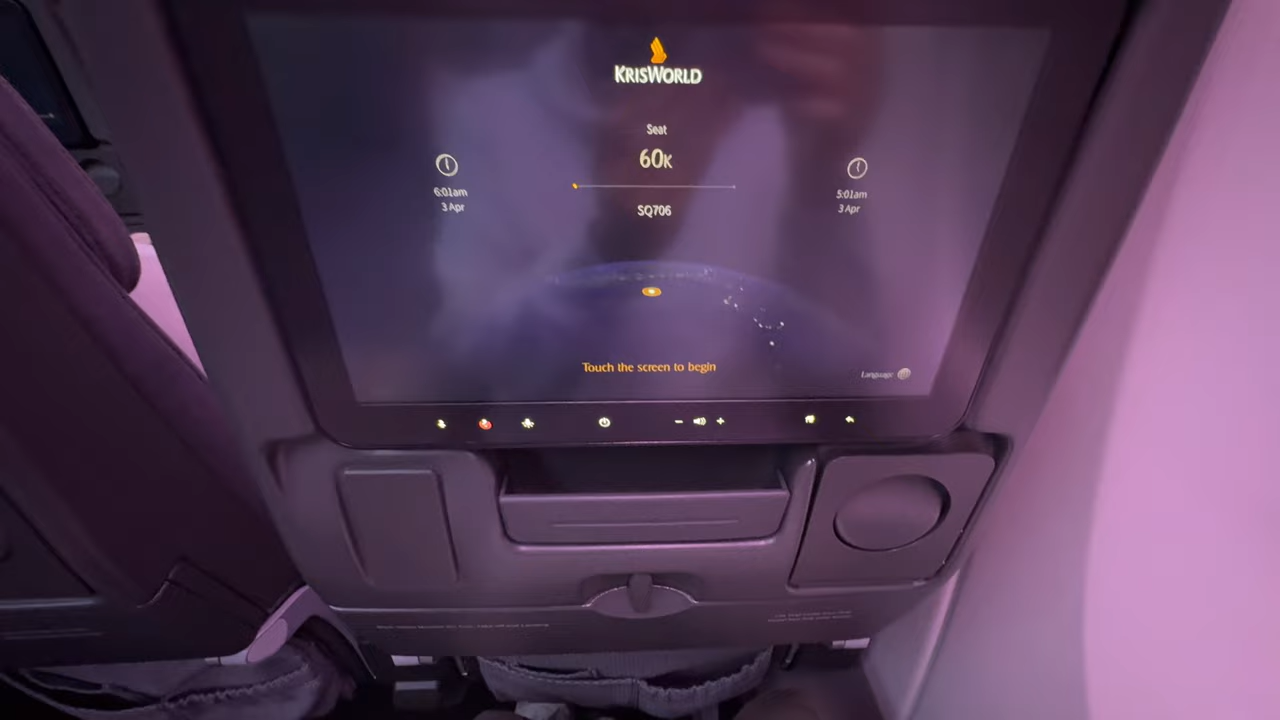 KRISWORLD
Seat
60K
6:01am
3 Apr
5:01am
3 Apr
SQ706
Touch the screen to begin
Language